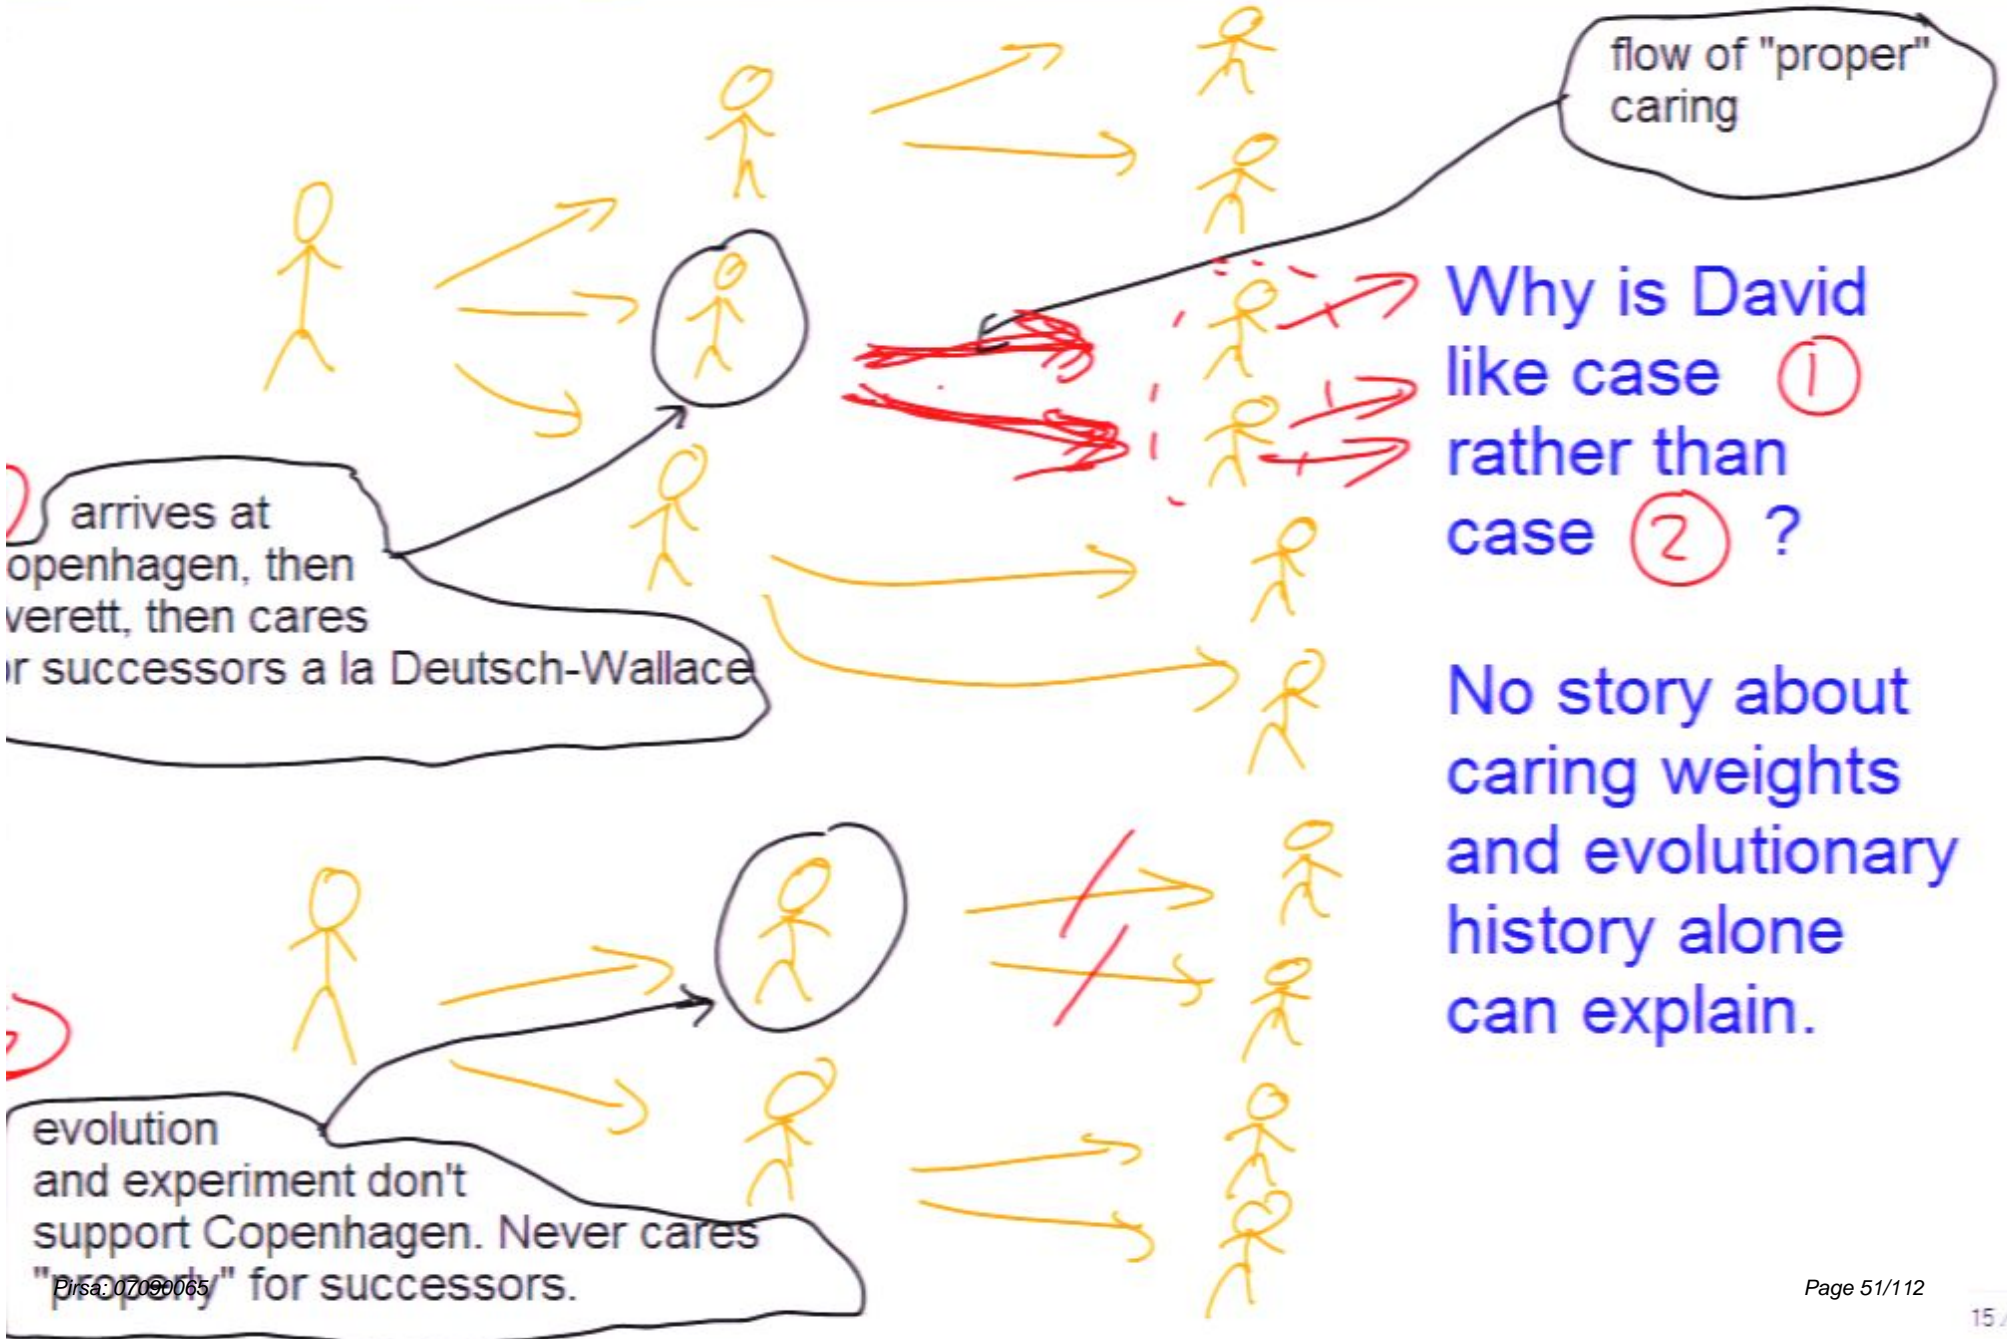 flow of "proper"
caring
Why is David
like case 1
rather than
case 2 ?
arrives at
openhagen, then
verett, then cares
r successors a la Deutsch-Wallace
No story about
caring weights
and evolutionary
history alone
can explain.
evolution
and experiment don't
support Copenhagen. Never cares
"properly" for successors.
Pirsa: 07090065
Page 51/112
15/